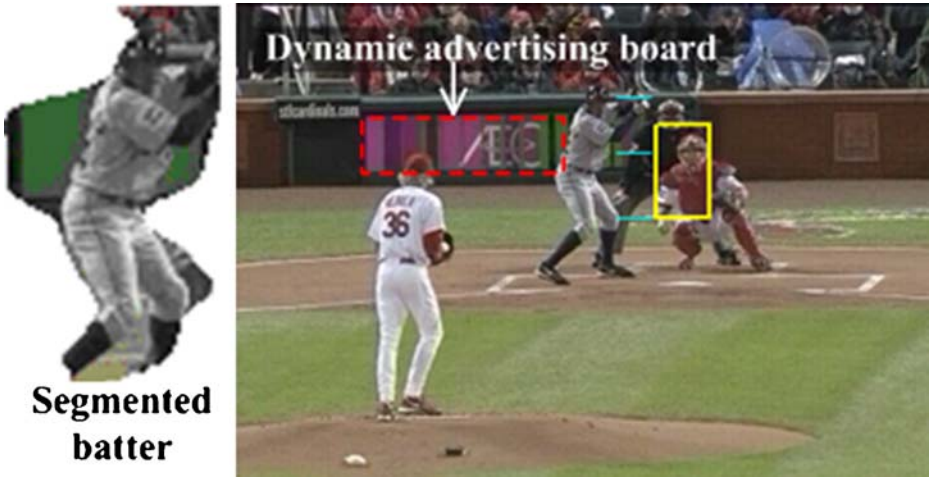 Dynamic advertising board
stlcardinals.com
36
Segmented
batter